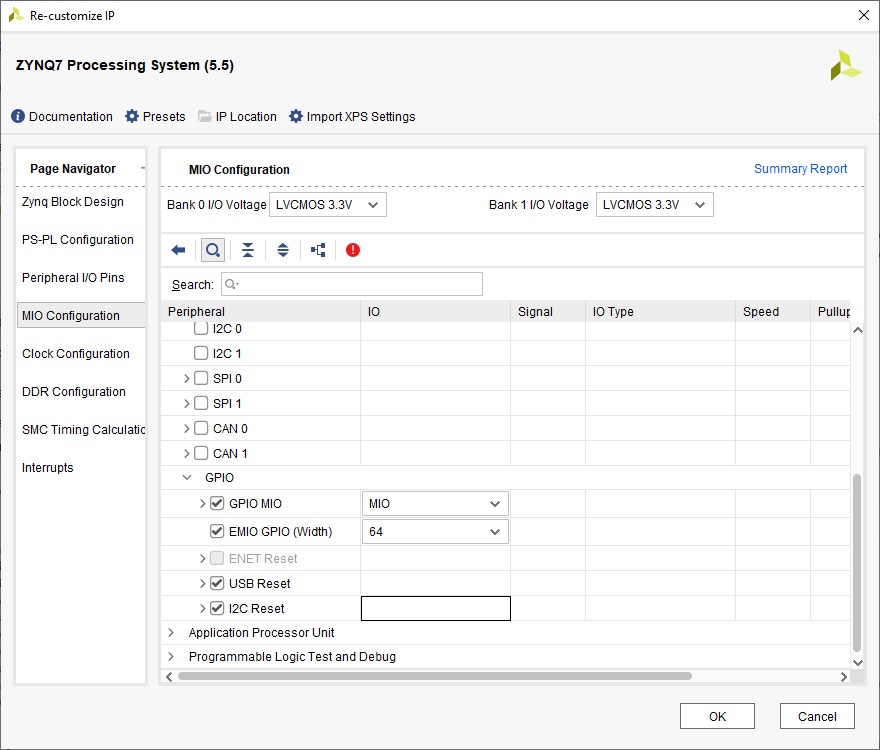 Re-customize IP
ZYNQ7 Processing System (5.5)
Documentation Presets IP Location Import XPS Settings
Page Navigator
Zynq Block Design
PS-PL Configuration
Peripheral I/O Pins
MIO Configuration
Clock Configuration
DDR Configuration
SMC Timing Calculatio
Interrupts
MIO Configuration Summary Report
Bank 0 I/O Voltage LVCMOS 3.3V Bank 1 I/O Voltage LVCMOS 3.3V
Search:
Peripheral IO Signal IO Type Speed Pullup
I2C 0
I2C 1
SPI 0
SPI 1
CAN 0
CAN 1
GPIO
GPIO MIO MIO
EMIO GPIO (Width) 64
ENET Reset
USB Reset
I2C Reset
Application Processor Unit
Programmable Logic Test and Debug
OK Cancel